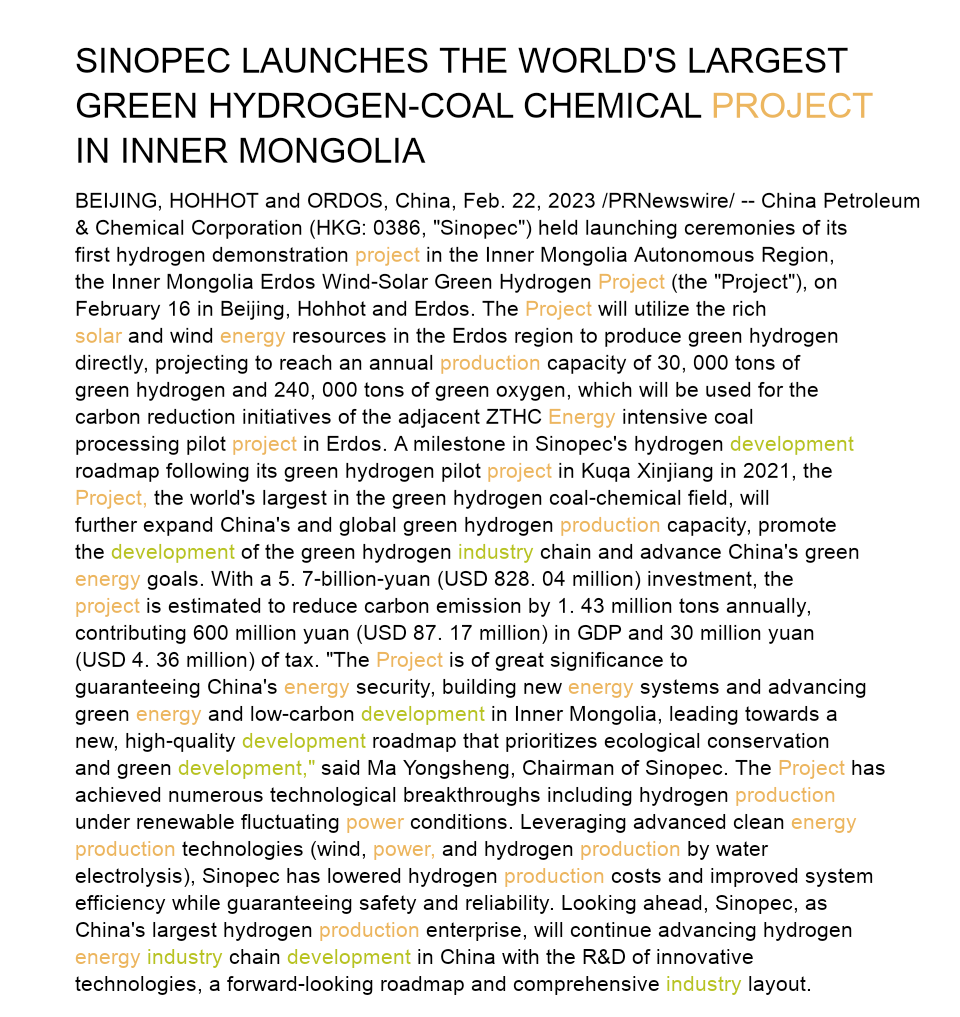 SINOPEC LAUNCHES THE WORLD'S LARGEST
GREEN HYDROGEN-COAL CHEMICAL PROJECT
IN INNER MONGOLIA
BEIJING, HOHHOT and ORDOS, China, Feb. 22, 2023 /PRNewswire/ -- China Petroleum
& Chemical Corporation (HKG: 0386, "Sinopec") held launching ceremonies of its
first hydrogen demonstration project in the Inner Mongolia Autonomous Region,
the Inner Mongolia Erdos Wind-Solar Green Hydrogen Project (the "Project"), on
February 16 in Beijing, Hohhot and Erdos. The Project will utilize the rich
solar and wind energy resources in the Erdos region to produce green hydrogen
directly, projecting to reach an annual production capacity of 30, 000 tons of
green hydrogen and 240, 000 tons of green oxygen, which will be used for the
carbon reduction initiatives of the adjacent ZTHC Energy intensive coal
processing pilot project in Erdos. A milestone in Sinopec's hydrogen development
roadmap following its green hydrogen pilot project in Kuqa Xinjiang in 2021, the
Project, the world's largest in the green hydrogen coal-chemical field, will
further expand China's and global green hydrogen production capacity, promote
the development of the green hydrogen industry chain and advance China's green
energy goals. With a 5. 7-billion-yuan (USD 828. 04 million) investment, the
project is estimated to reduce carbon emission by 1. 43 million tons annually,
contributing 600 million yuan (USD 87. 17 million) in GDP and 30 million yuan
(USD 4. 36 million) of tax. "The Project is of great significance to
guaranteeing China's energy security, building new energy systems and advancing
green energy and low-carbon development in Inner Mongolia, leading towards a
new, high-quality development roadmap that prioritizes ecological conservation
and green development," said Ma Yongsheng, Chairman of Sinopec. The Project has
achieved numerous technological breakthroughs including hydrogen production
under renewable fluctuating power conditions. Leveraging advanced clean energy
production technologies (wind, power, and hydrogen production by water
electrolysis), Sinopec has lowered hydrogen production costs and improved system
efficiency while guaranteeing safety and reliability. Looking ahead, Sinopec, as
China's largest hydrogen production enterprise, will continue advancing hydrogen
energy industry chain development in China with the R&D of innovative
technologies, a forward-looking roadmap and comprehensive industry layout.